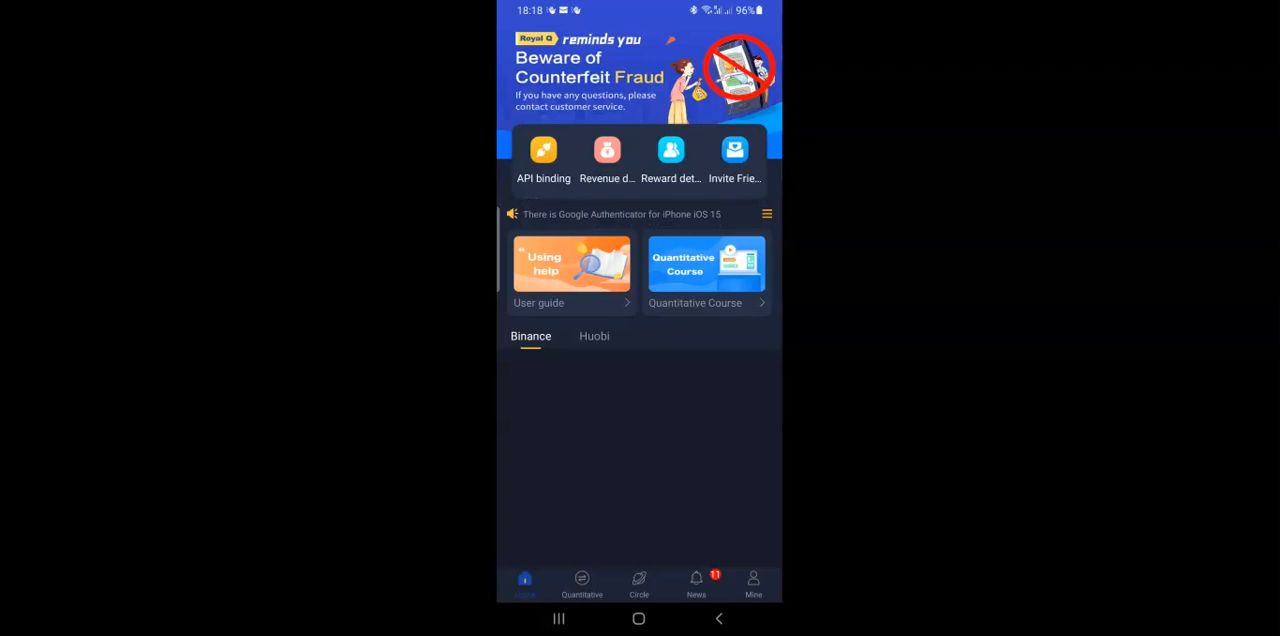 18:18 96%
Royal Q reminds you
Beware of
Counterfeit Fraud
If you have any questions, please
contact customer service.
API binding Revenue d... Reward det... Invite Frie...
There is Google Authenticator for iPhone iOS 15
Using
help
Quantitative
Course
User guide Quantitative Course
Binance Huobi
11
Quantitative Circle News Mine